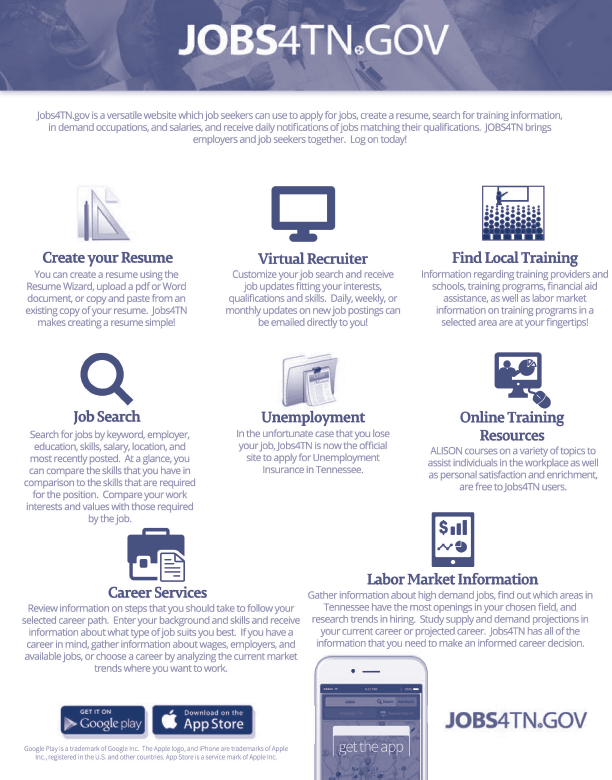 JOBS4TN.GOV
Jobs4TN.gov is a versatile website which job seekers can use to apply for jobs, create a resume, search for training information,
in demand occupations, and salaries, and receive daily notifications of jobs matching their qualifications. JOBS4TN brings
employers and job seekers together. Log on today!
Create your Resume
You can create a resume using the
Resume Wizard, upload a pdf or Word
document, or copy and paste from an
existing copy of your resume. Jobs4TN
makes creating a resume simple!
Virtual Recruiter
Customize your job search and receive
job updates fitting your interests,
qualifications and skills. Daily, weekly, or
monthly updates on new job postings can
be emailed directly to you!
Find Local Training
Information regarding training providers and
schools, training programs, financial aid
assistance, as well as labor market
information on training programs in a
selected area are at your fingertips!
Job Search
Search for jobs by keyword, employer,
education, skills, salary, location, and
most recently posted. At a glance, you
can compare the skills that you have in
comparison to the skills that are required
for the position. Compare your work
interests and values with those required
by the job.
Unemployment
In the unfortunate case that you lose
your job, Jobs4TN is now the official
site to apply for Unemployment
Insurance in Tennessee.
Online Training
Resources
ALISON courses on a variety of topics to
assist individuals in the workplace as well
as personal satisfaction and enrichment,
are free to Jobs4TN users.
Career Services
Review information on steps that you should take to follow your
selected career path. Enter your background and skills and receive
information about what type of job suits you best. If you have a
career in mind, gather information about wages, employers, and
available jobs, or choose a career by analyzing the current market
trends where you want to work.
Labor Market Information
Gather information about high demand jobs, find out which areas in
Tennessee have the most openings in your chosen field, and
research trends in hiring. Study supply and demand projections in
your current career or projected career. Jobs4TN has all of the
information that you need to make an informed career decision.
GET IT ON
Google play
Download on the
App Store
Google Play is a trademark of Google Inc. The Apple logo, and iPhone are trademarks of Apple
Inc., registered in the U.S. and other countries. App Store is a service mark of Apple Inc.
get the app
JOBS4TN.GOV